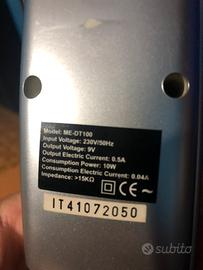 Model: ME-DT100
Input Voltage: 230V/50Hz
Output Voltage: 9V
Output Electric Current: 0.5A
Consumption Power: 10W
Consumption Electric Current: 0.04A
Impedance: >15KΩ
CE
IT41072050
subito